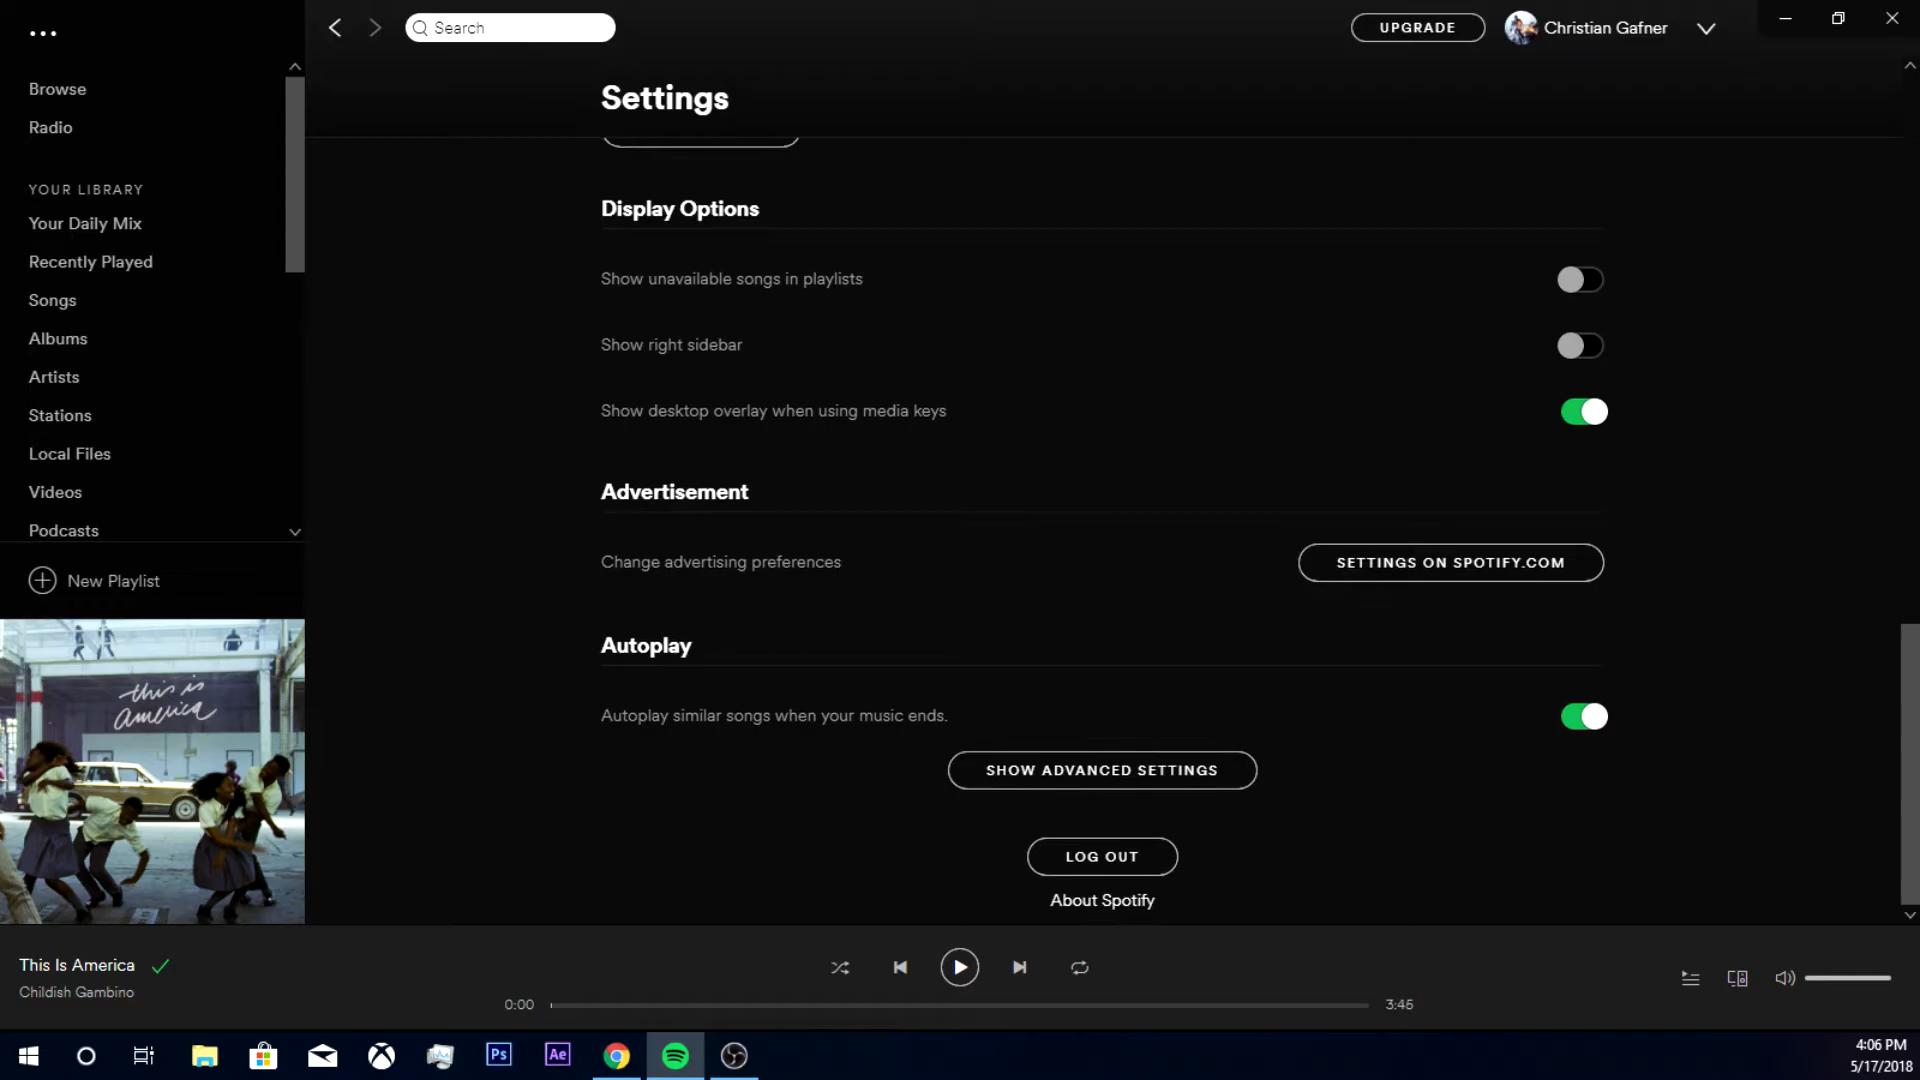 Search
UPGRADE
Christian Gafner
Browse
Radio
YOUR LIBRARY
Your Daily Mix
Recently Played
Songs
Albums
Artists
Stations
Local Files
Videos
Podcasts
New Playlist
this is
america
Settings
Display Options
Show unavailable songs in playlists
Show right sidebar
Show desktop overlay when using media keys
Advertisement
Change advertising preferences
SETTINGS ON SPOTIFY.COM
Autoplay
Autoplay similar songs when your music ends.
SHOW ADVANCED SETTINGS
LOG OUT
About Spotify
This Is America
Childish Gambino
0:00
3:45
Ps
Ae
4:06 PM
5/17/2018